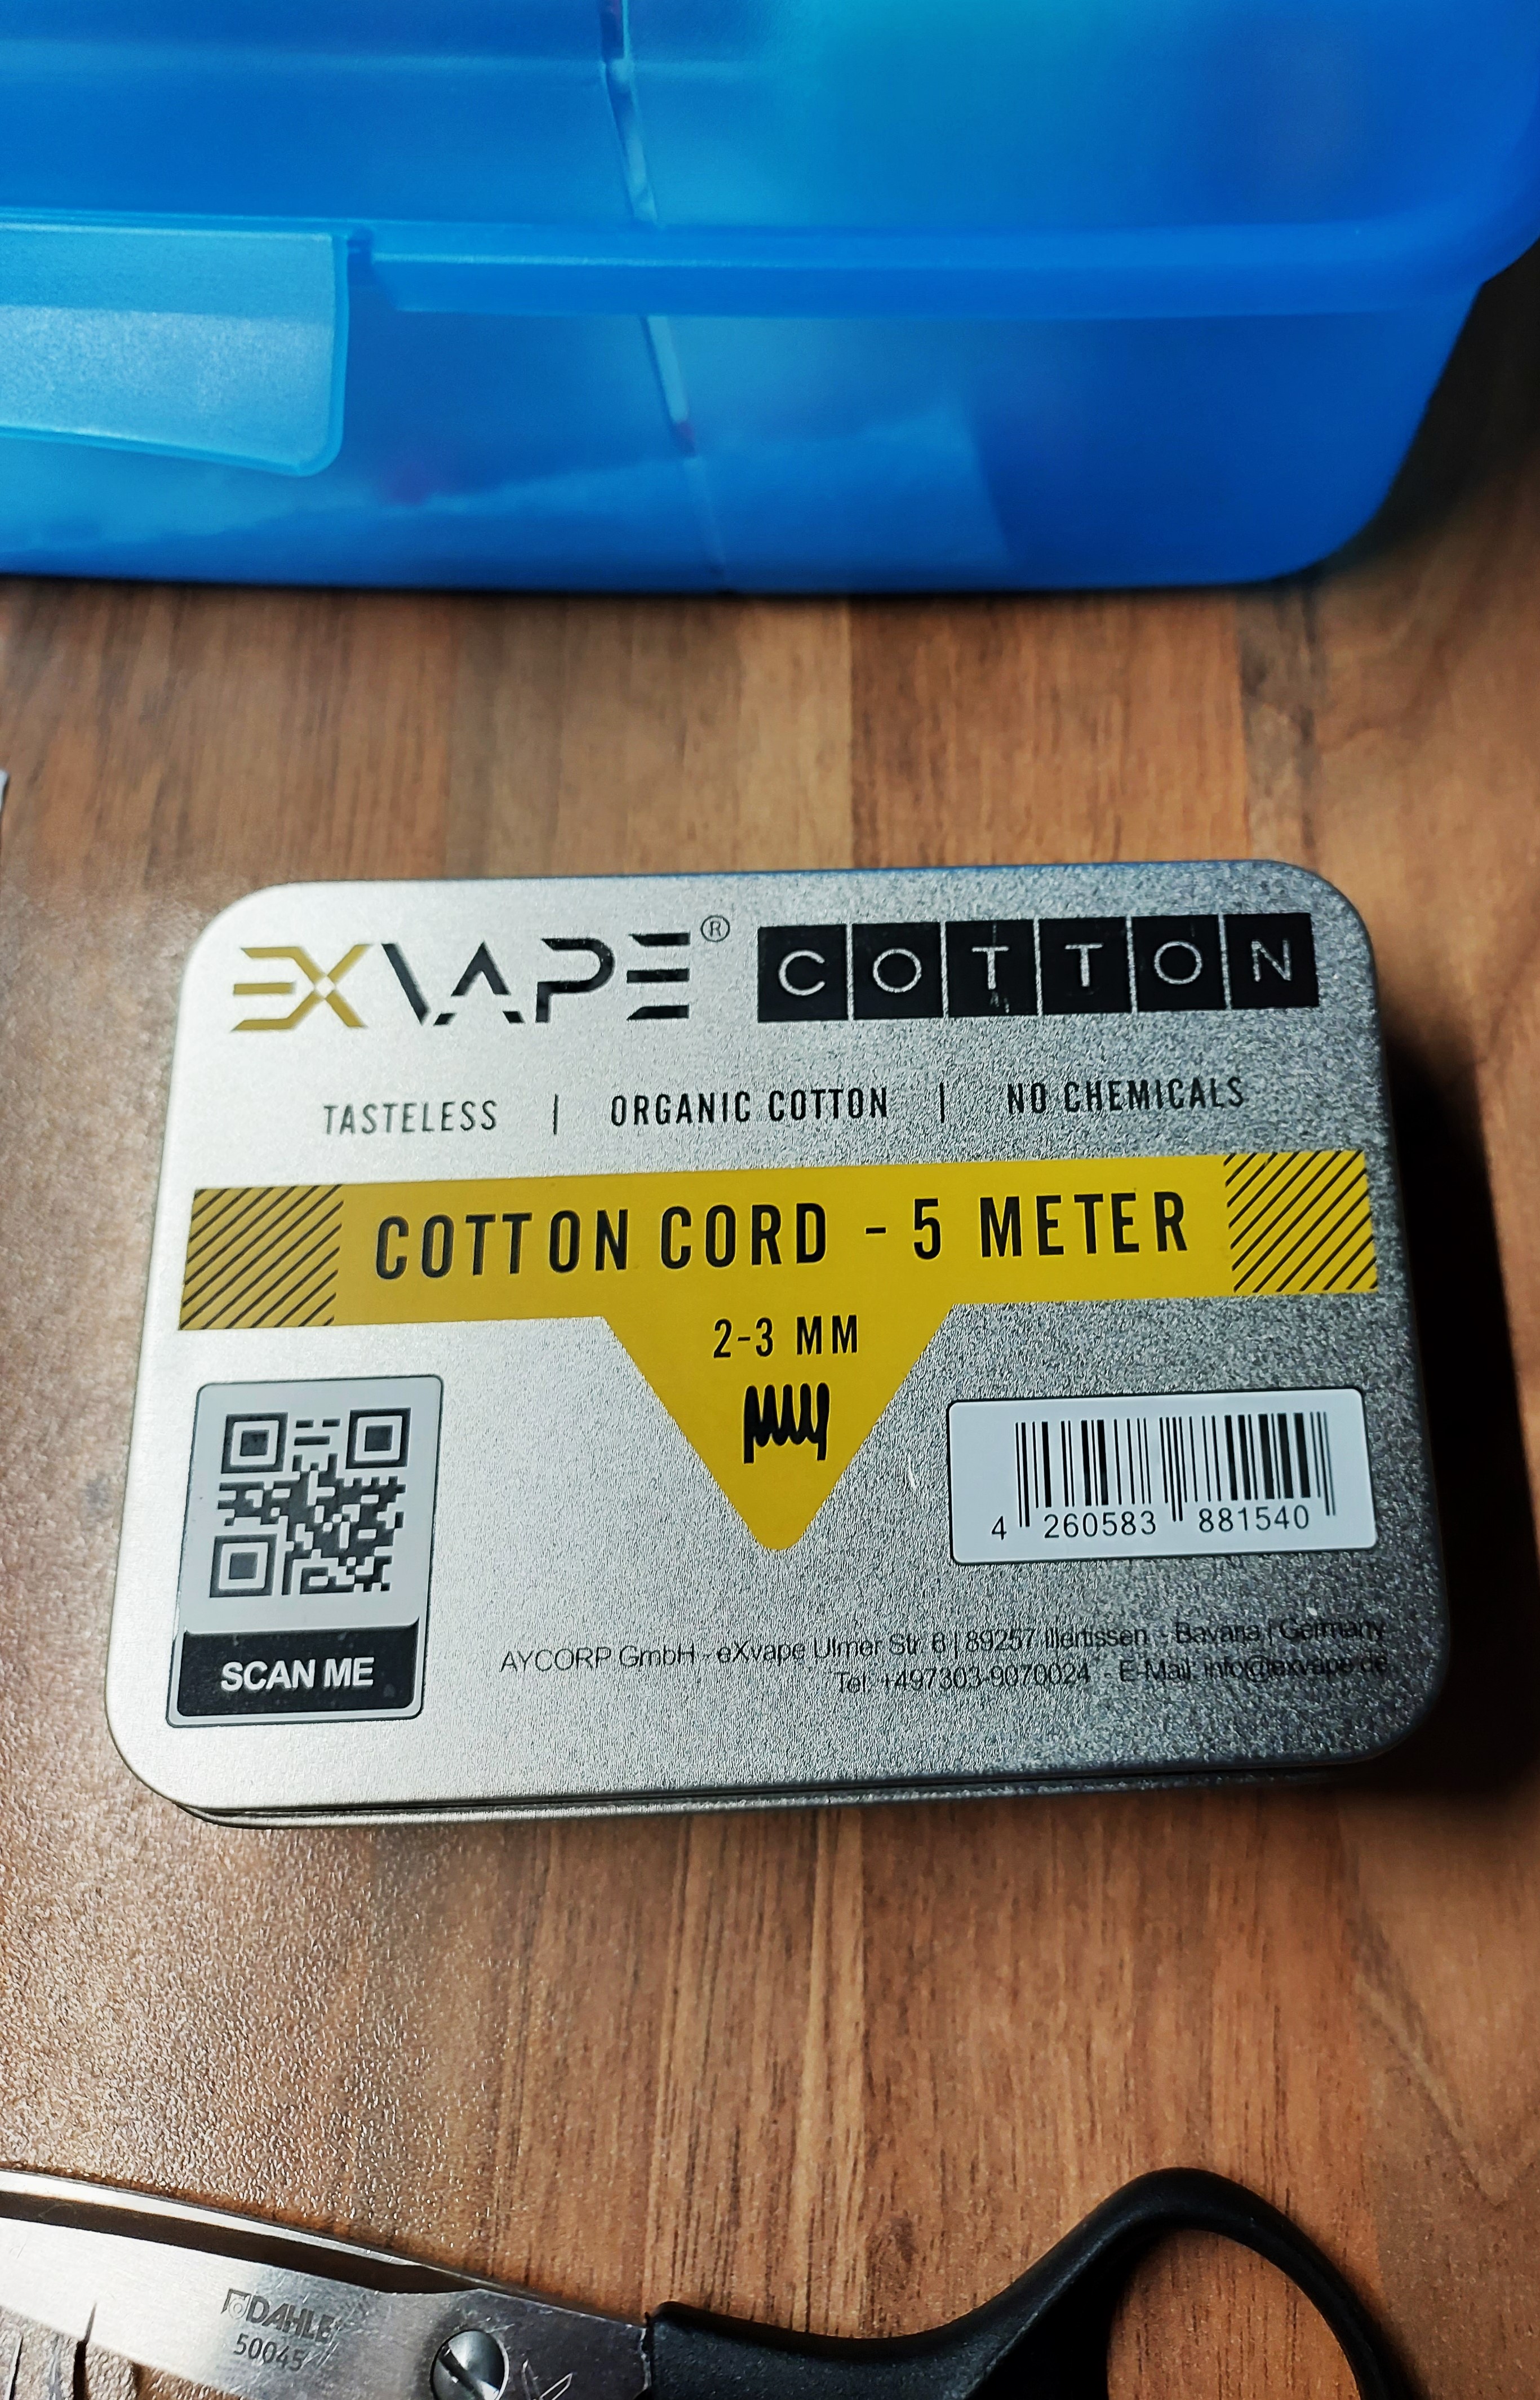 EXVAPE® COTTON
TASTELESS | ORGANIC COTTON | NO CHEMICALS
COTTON CORD - 5 METER
2-3 MM
4 260583 881540
SCAN ME
AYCORP GmbH - eXvape Ulmer Str. 6 | 89257 Illertissen - Bavaria | Germany
Tel: +497303-9070024 - E-Mail: info@exvape.de
DAHLE
50045